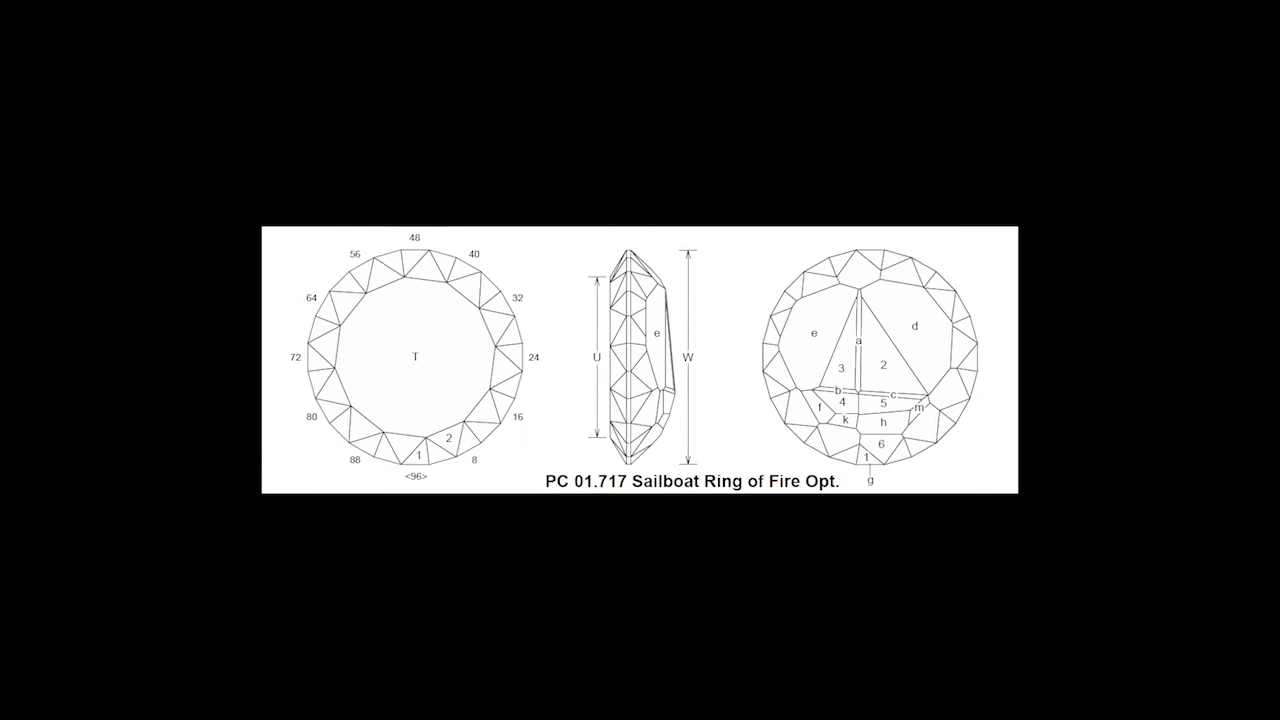 48
56 40
64 32
72 T 24
80 16
88 8
<96>
1 2
U e W
e d
a
3 2
b c
f 4 5 m
k h
6
1
g
PC 01.717 Sailboat Ring of Fire Opt.